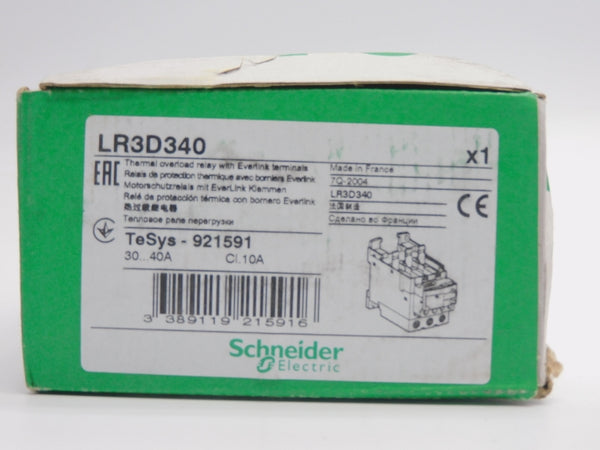 LR3D340
x1
EAC
Thermal overload relay with Everlink terminals
Relais de protection thermique avec borniers Everlink
Motorschutzrelais mit EverLink Klemmen
Relé de protección térmica con bornero Everlink
热过载继电器
Тепловое реле перегрузки
Made in France
7Q-2004
LR3D340
法国制造
Сделано во Франции
CE
TeSys - 921591
30...40A Cl.10A
3 389119 215916
Schneider
Electric